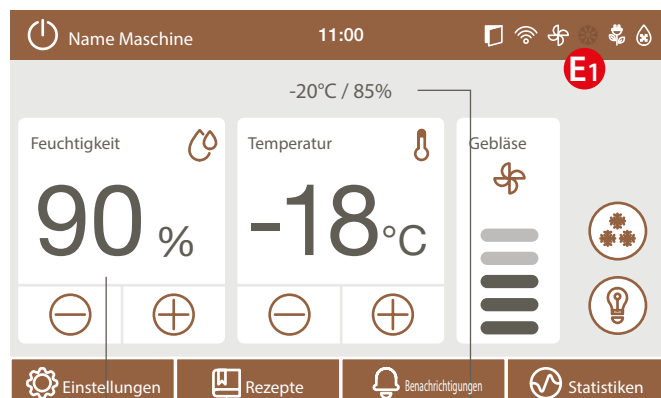 Name Maschine 11:00
E1
-20°C / 85%
Feuchtigkeit
90 %
Temperatur
-18°C
Gebläse
Einstellungen Rezepte Benachrichtigungen Statistiken